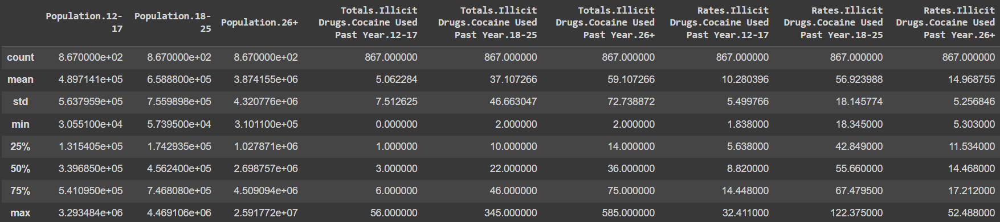 Population.12-17 Population.18-25 Population.26+ Totals.Illicit Drugs.Cocaine Used Past Year.12-17 Totals.Illicit Drugs.Cocaine Used Past Year.18-25 Totals.Illicit Drugs.Cocaine Used Past Year.26+ Rates.Illicit Drugs.Cocaine Used Past Year.12-17 Rates.Illicit Drugs.Cocaine Used Past Year.18-25 Rates.Illicit Drugs.Cocaine Used Past Year.26+
count 8.670000e+02 8.670000e+02 8.670000e+02 867.000000 867.000000 867.000000 867.000000 867.000000 867.000000
mean 4.897141e+05 6.588800e+05 3.874155e+06 5.062284 37.107266 59.107266 10.280396 56.923988 14.968755
std 5.637959e+05 7.559898e+05 4.320776e+06 7.512625 46.663047 72.738872 5.499766 18.145774 5.256846
min 3.055100e+04 5.739500e+04 3.101100e+05 0.000000 2.000000 2.000000 1.838000 18.345000 5.303000
25% 1.315405e+05 1.742935e+05 1.027871e+06 1.000000 10.000000 14.000000 5.638000 42.849000 11.534000
50% 3.396850e+05 4.562400e+05 2.698757e+06 3.000000 22.000000 36.000000 8.820000 55.660000 14.468000
75% 5.410950e+05 7.468080e+05 4.509094e+06 6.000000 46.000000 75.000000 14.448000 67.479500 17.212000
max 3.293484e+06 4.469106e+06 2.591772e+07 56.000000 345.000000 585.000000 32.411000 122.375000 52.488000